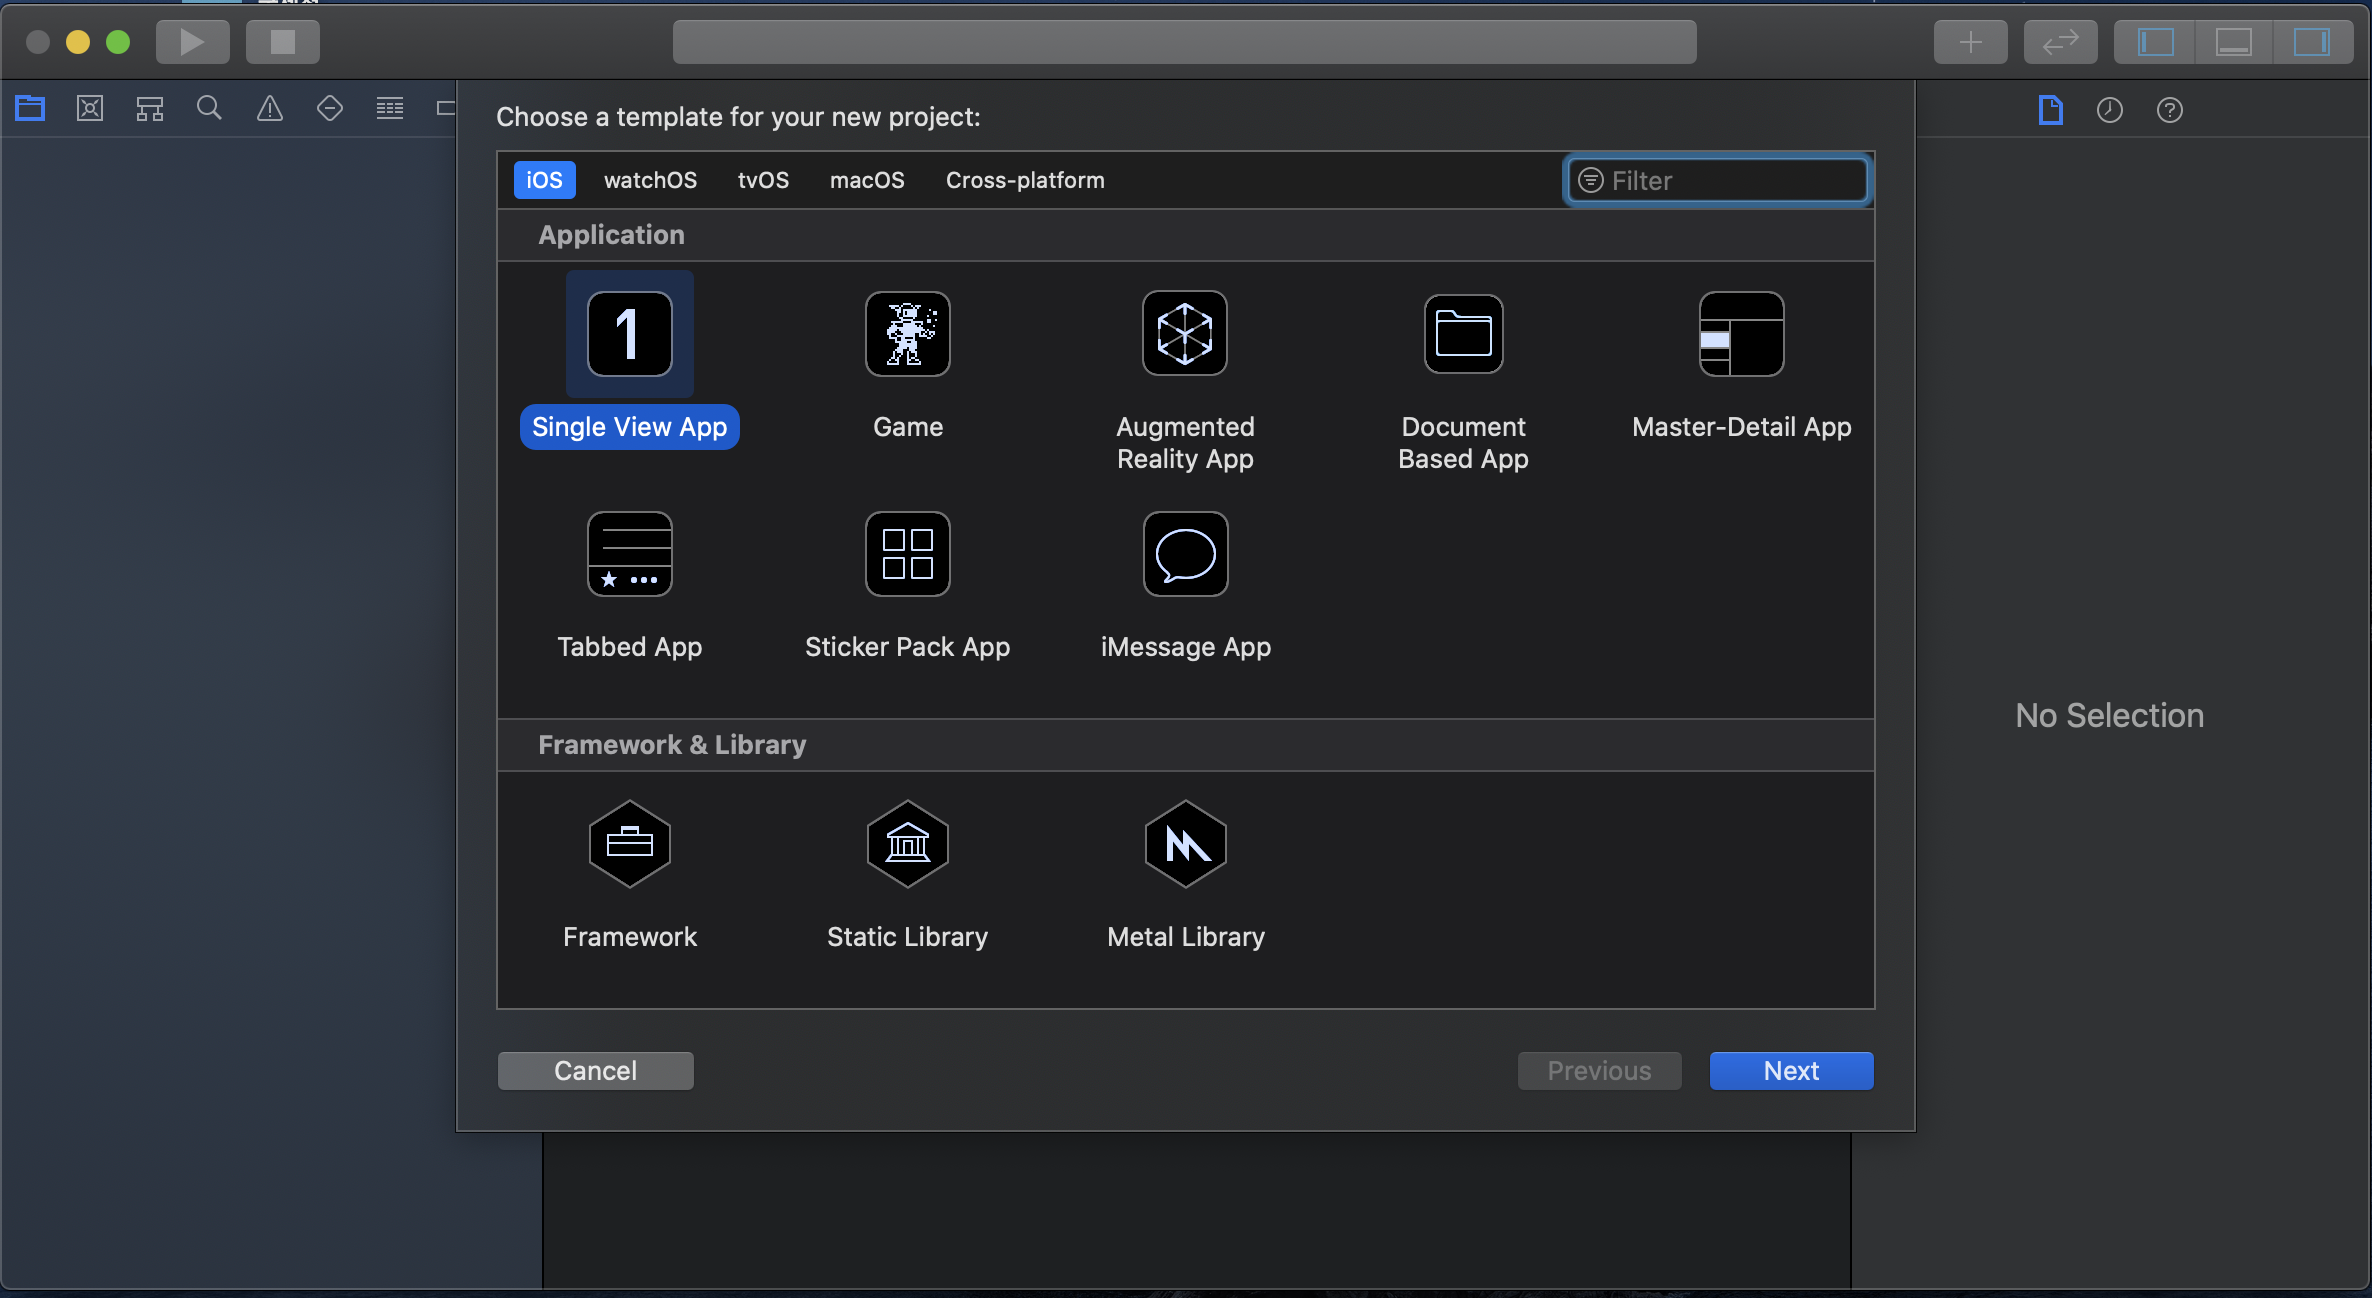 Choose a template for your new project:
iOS watchOS tvOS macOS Cross-platform Filter
Application
1
Single View App Game Augmented Reality App Document Based App Master-Detail App
Tabbed App Sticker Pack App iMessage App
No Selection
Framework & Library
Framework Static Library Metal Library
Cancel Previous Next